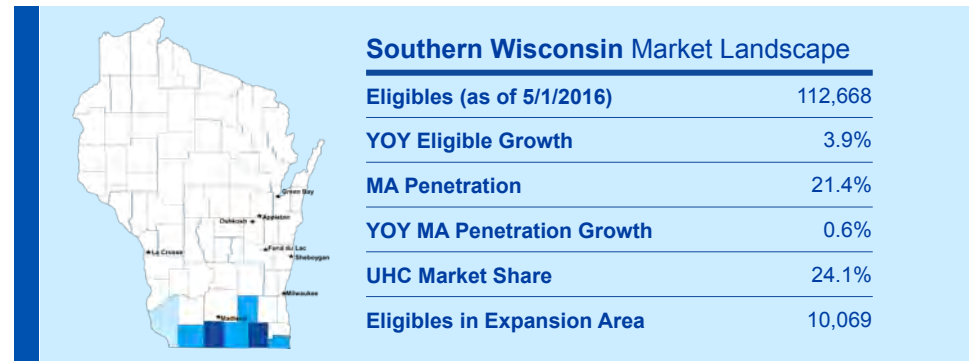 Southern Wisconsin Market Landscape
Eligibles (as of 5/1/2016) 112,668
YOY Eligible Growth 3.9%
MA Penetration 21.4%
YOY MA Penetration Growth 0.6%
UHC Market Share 24.1%
Eligibles in Expansion Area 10,069
Green Bay
Appleton
Oshkosh
Fond du Lac
La Crosse
Sheboygan
Milwaukee
Madison